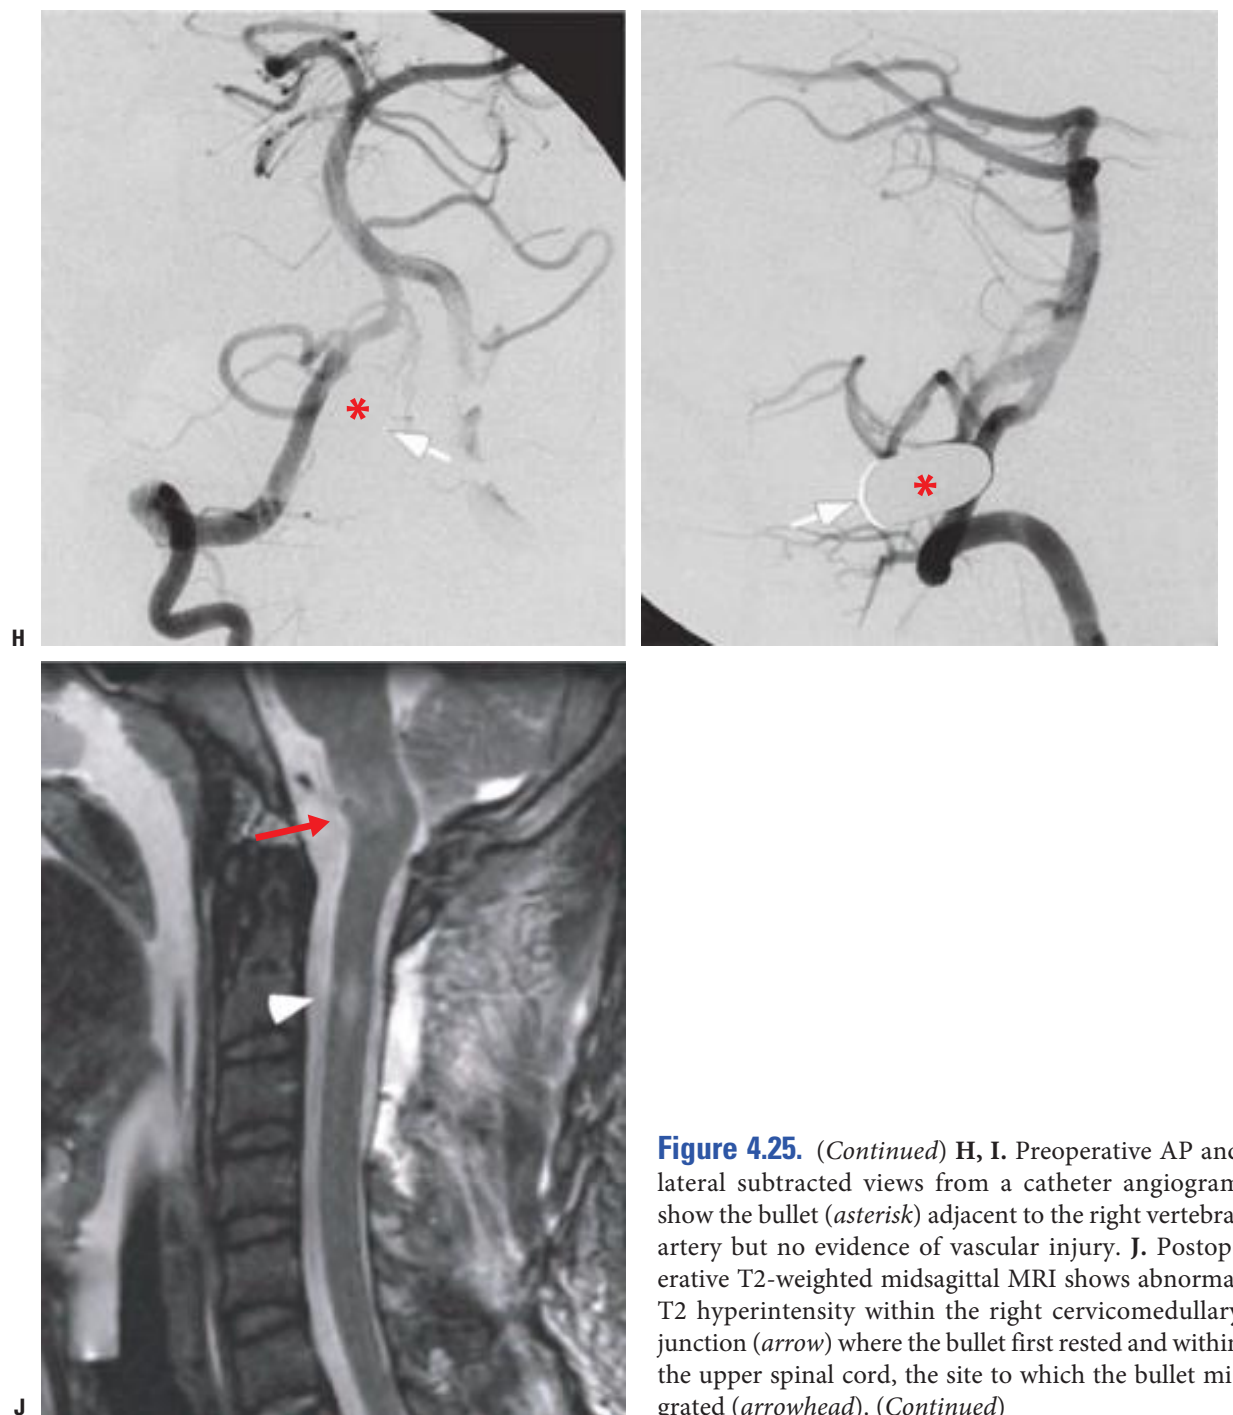 H
J
Figure 4.25. (Continued) H, I. Preoperative AP and
lateral subtracted views from a catheter angiogram
show the bullet (asterisk) adjacent to the right vertebra
artery but no evidence of vascular injury. J. Postop
erative T2-weighted midsagittal MRI shows abnorma
T2 hyperintensity within the right cervicomedullary
junction (arrow) where the bullet first rested and within
the upper spinal cord, the site to which the bullet mi
grated (arrowhead). (Continued)